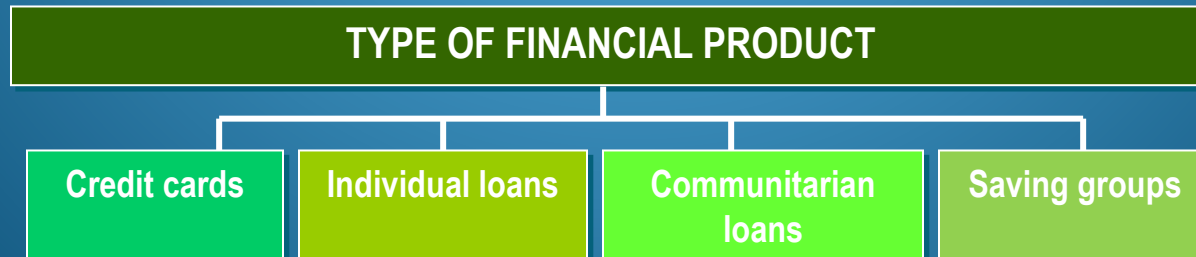 TYPE OF FINANCIAL PRODUCT
Credit cards
Individual loans
Communitarian
loans
Saving groups